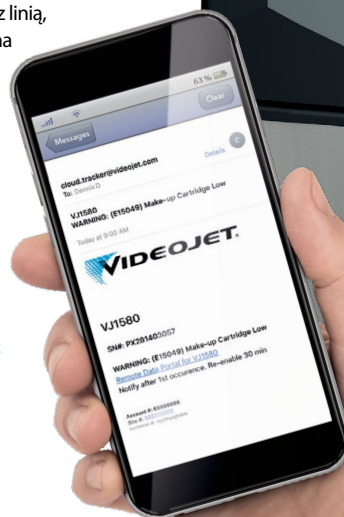 z linią,
na
63 %
Messages
Clear
cloud.tracker@videojet.com
To: Dennis D
Details
C
VJ1580
WARNING: (E15049) Make-up Cartridge Low
Today at 9:00 AM
VIDEOJET.
VJ1580
SN#: PX281403057
WARNING: (E15049) Make-up Cartridge Low
Remote Data Portal for VJ1580
Notify after 1st occurence. Re-enable 30 min
Account #:
Site #: